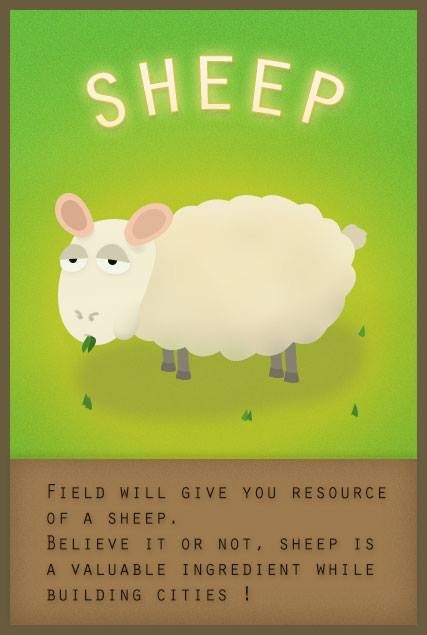 SHEEP
FIELD WILL GIVE YOU RESOURCE
OF A SHEEP.
BELIEVE IT OR NOT, SHEEP IS
A VALUABLE INGREDIENT WHILE
BUILDING CITIES !